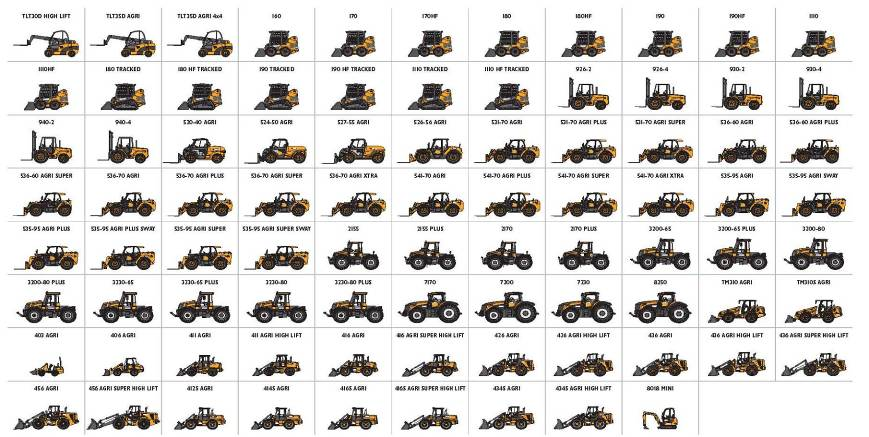 TLT30D HIGH LIFT TLT35D AGRI TLT35D AGRI 4x4 160 170 170HF 180 180HF 190 190HF 1110
1110HF 180 TRACKED 180 HF TRACKED 190 TRACKED 190 HF TRACKED 1110 TRACKED 1110 HF TRACKED 926-2 926-4 930-2 930-4
940-2 940-4 520-40 AGRI 524-50 AGRI 527-55 AGRI 526-56 AGRI 531-70 AGRI 531-70 AGRI PLUS 531-70 AGRI SUPER 536-60 AGRI 536-60 AGRI PLUS
536-60 AGRI SUPER 536-70 AGRI 536-70 AGRI PLUS 536-70 AGRI SUPER 536-70 AGRI XTRA 541-70 AGRI 541-70 AGRI PLUS 541-70 AGRI SUPER 541-70 AGRI XTRA 535-95 AGRI 535-95 AGRI SWAY
535-95 AGRI PLUS 535-95 AGRI PLUS SWAY 535-95 AGRI SUPER 535-95 AGRI SUPER SWAY 2155 2155 PLUS 2170 2170 PLUS 3200-65 3200-65 PLUS 3200-80
3200-80 PLUS 3230-65 3230-65 PLUS 3230-80 3230-80 PLUS 7170 7200 7230 8250 TM310 AGRI TM310S AGRI
403 AGRI 406 AGRI 411 AGRI 411 AGRI HIGH LIFT 416 AGRI 416 AGRI SUPER HIGH LIFT 426 AGRI 426 AGRI HIGH LIFT 436 AGRI 436 AGRI HIGH LIFT 436 AGRI SUPER HIGH LIFT
456 AGRI 456 AGRI SUPER HIGH LIFT 412S AGRI 414S AGRI 416S AGRI 416S AGRI SUPER HIGH LIFT 434S AGRI 434S AGRI HIGH LIFT 8018 MINI